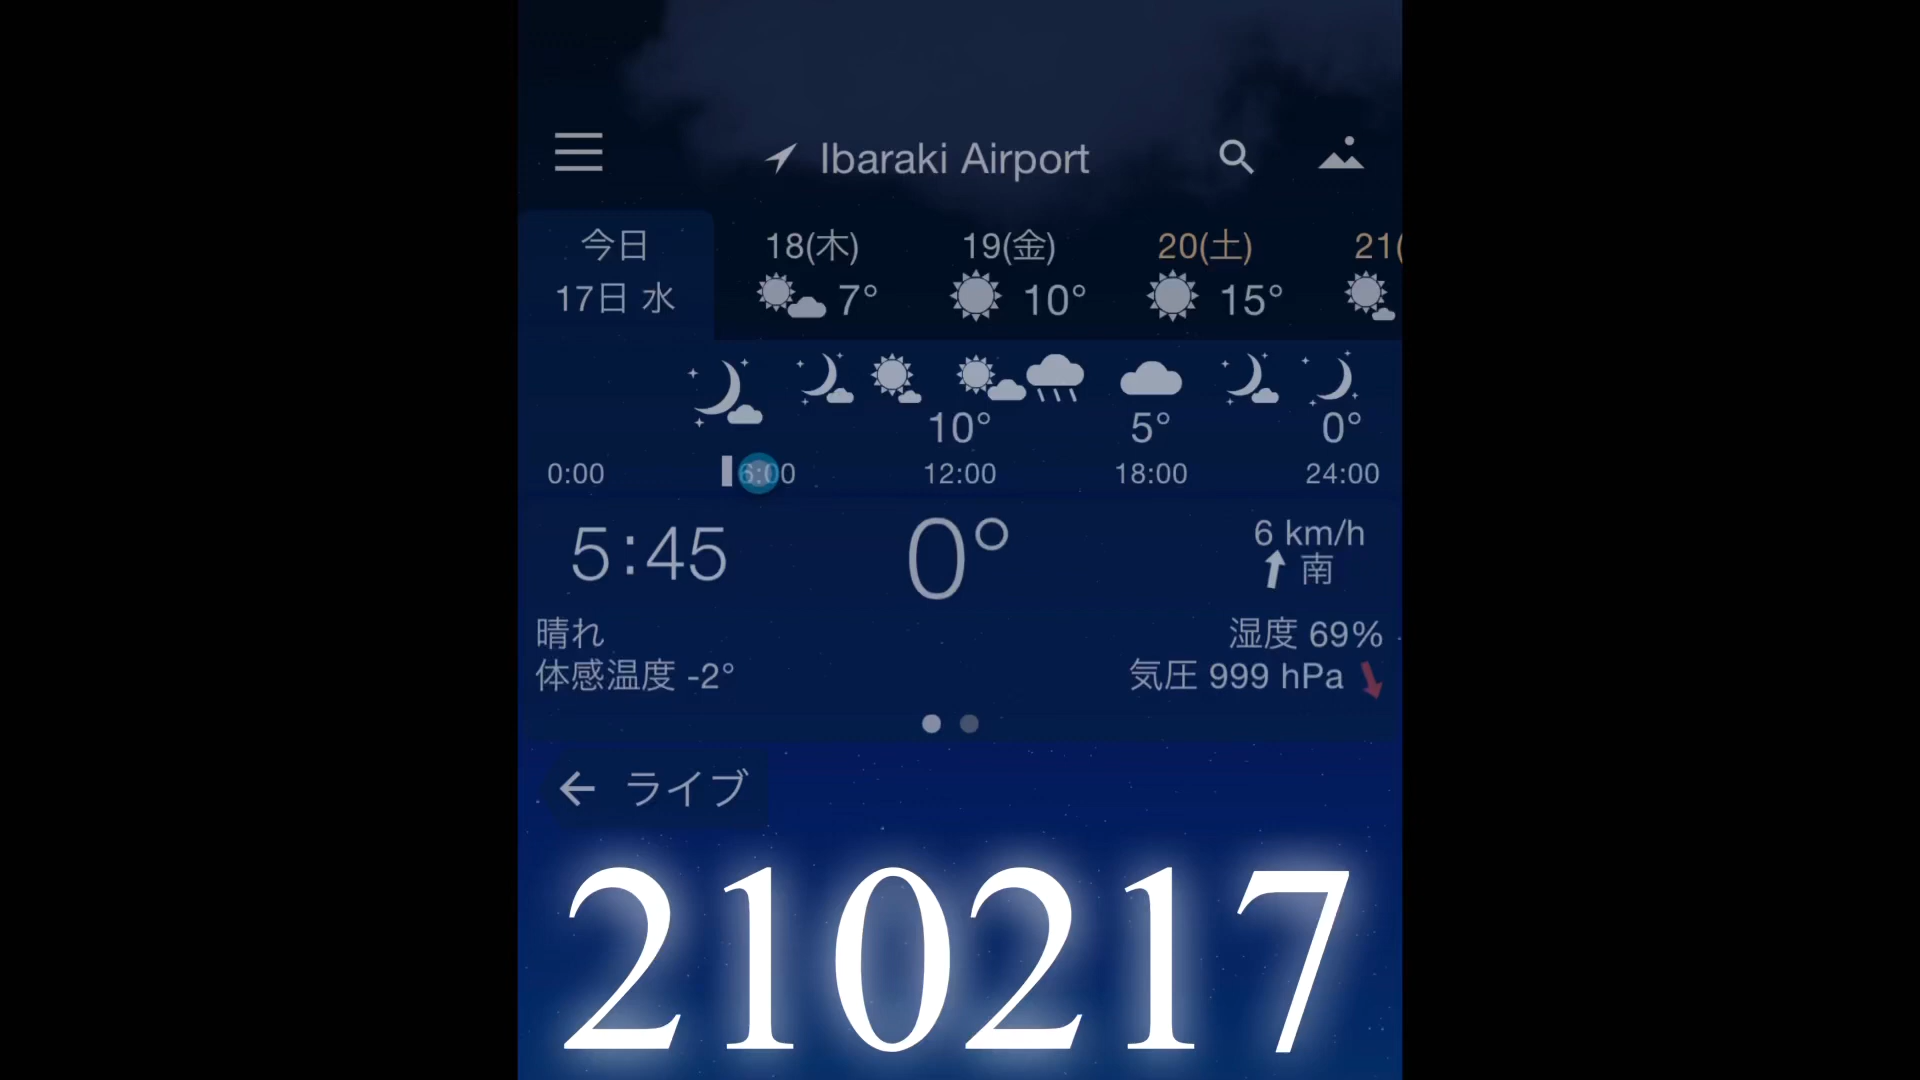 Ibaraki Airport
今日 18(木) 19(金) 20(土) 21(
17日 水 7° 10° 15°
10° 5° 0°
0:00 6:00 12:00 18:00 24:00
5:45 0° 6 km/h
南
晴れ 湿度 69%
体感温度 -2° 気圧 999 hPa
ライブ
210217